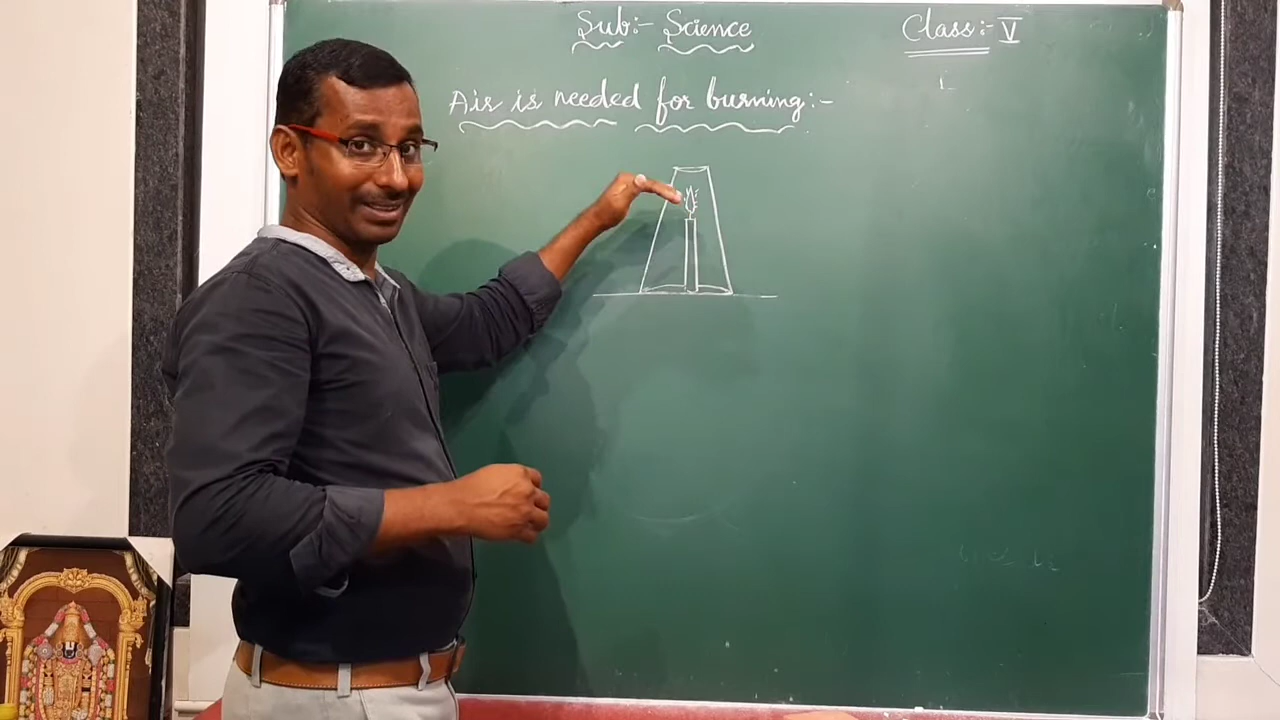 Sub:- Science
Class:- V
Air is needed for burning:-